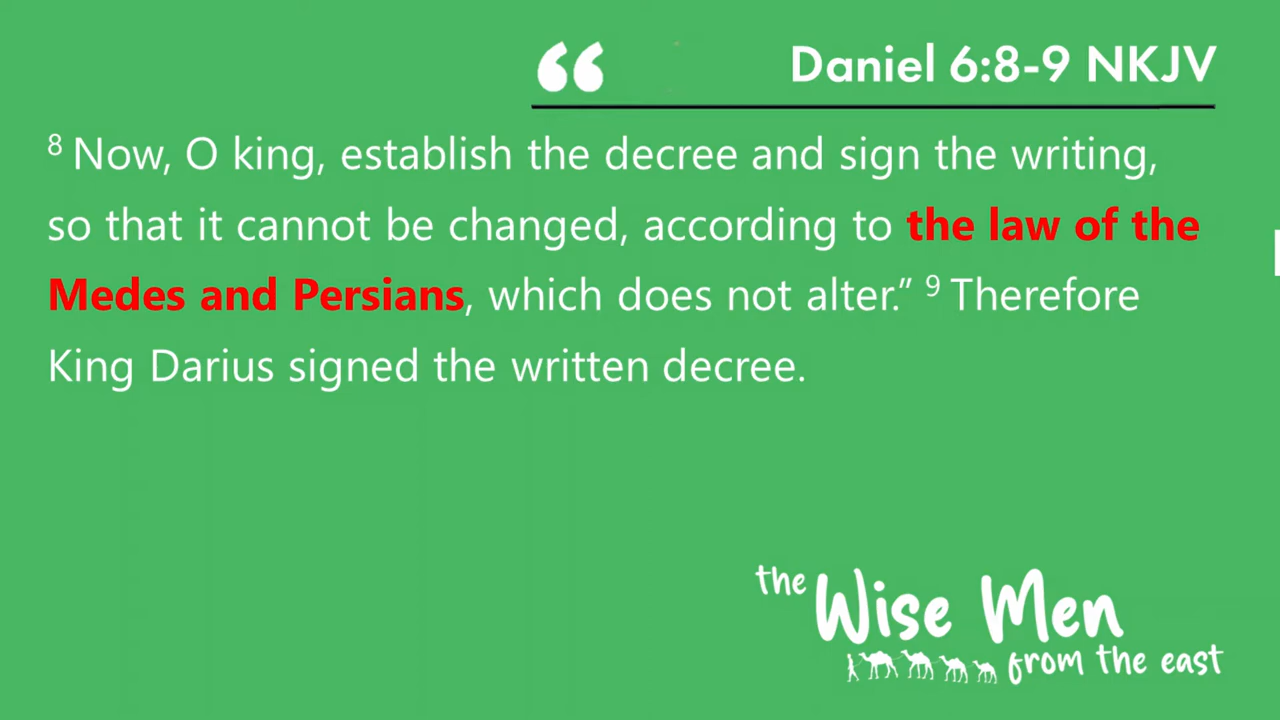 “
Daniel 6:8-9 NKJV
8 Now, O king, establish the decree and sign the writing,
so that it cannot be changed, according to the law of the
Medes and Persians, which does not alter.” 9 Therefore
King Darius signed the written decree.
the Wise Men
from the east